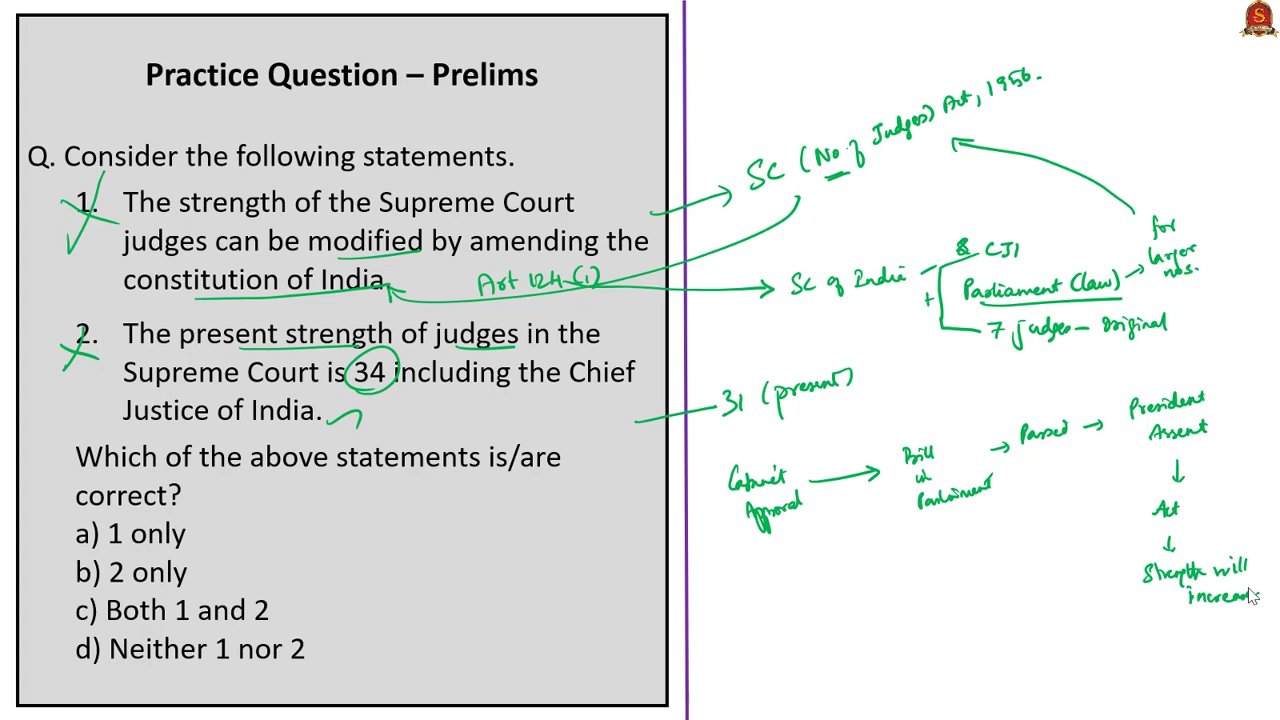 Practice Question – Prelims
Q. Consider the following statements.
1. The strength of the Supreme Court
judges can be modified by amending the
constitution of India.
2. The present strength of judges in the
Supreme Court is 34 including the Chief
Justice of India.
Which of the above statements is/are
correct?
a) 1 only
b) 2 only
c) Both 1 and 2
d) Neither 1 nor 2
SC (No. of Judges) Act, 1956.
Art 124(1)
SC of India
& CJI
+
Parliament (law)
7 judges – original
for
larger
nos.
31 (present)
Cabinet
Approval
Bill
in
Parliament
Passed
President
Assent
Act
Strength will
increase
S